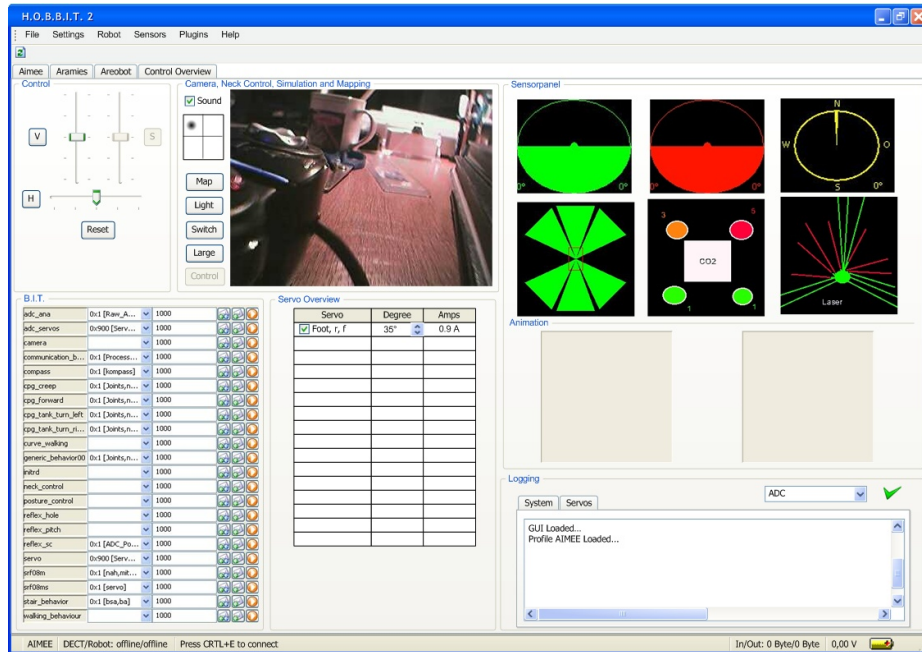 H.O.B.B.I.T. 2
File Settings Robot Sensors Plugins Help
Aimee Aramies Areobot Control Overview
Control
V
S
H
Reset
Camera, Neck Control, Simulation and Mapping
Sound
Map
Light
Switch
Large
Control
Sensorpanel
0° 0°
0° 0°
N
W O
S 0°
3 5
CO2
1 1
Laser
B.I.T.
adc_ana 0x1 [Raw_A... 1000
adc_servos 0x900 [Serv... 1000
camera 1000
communication_b... 0x1 [Process... 1000
compass 0x1 [kompass] 1000
cpg_creep 0x1 [Joints,n... 1000
cpg_forward 0x1 [Joints,n... 1000
cpg_tank_turn_left 0x1 [Joints,n... 1000
cpg_tank_turn_ri... 0x1 [Joints,n... 1000
curve_walking 1000
generic_behavior00 0x1 [Joints,n... 1000
initrd 1000
neck_control 1000
posture_control 1000
reflex_hole 1000
reflex_pitch 1000
reflex_sc 0x1 [ADC_Po... 1000
servo 0x900 [Serv... 1000
srf08m 0x1 [nah,mit... 1000
srf08ms 0x1 [servo] 1000
stair_behavior 0x1 [bsa,ba] 1000
walking_behaviour 1000
Servo Overview
Servo Degree Amps
Foot, r, f 35° 0.9 A
Animation
Logging
System Servos
ADC
GUI Loaded...
Profile AIMEE Loaded...
AIMEE DECT/Robot: offline/offline Press CRTL+E to connect In/Out: 0 Byte/0 Byte 0,00 V